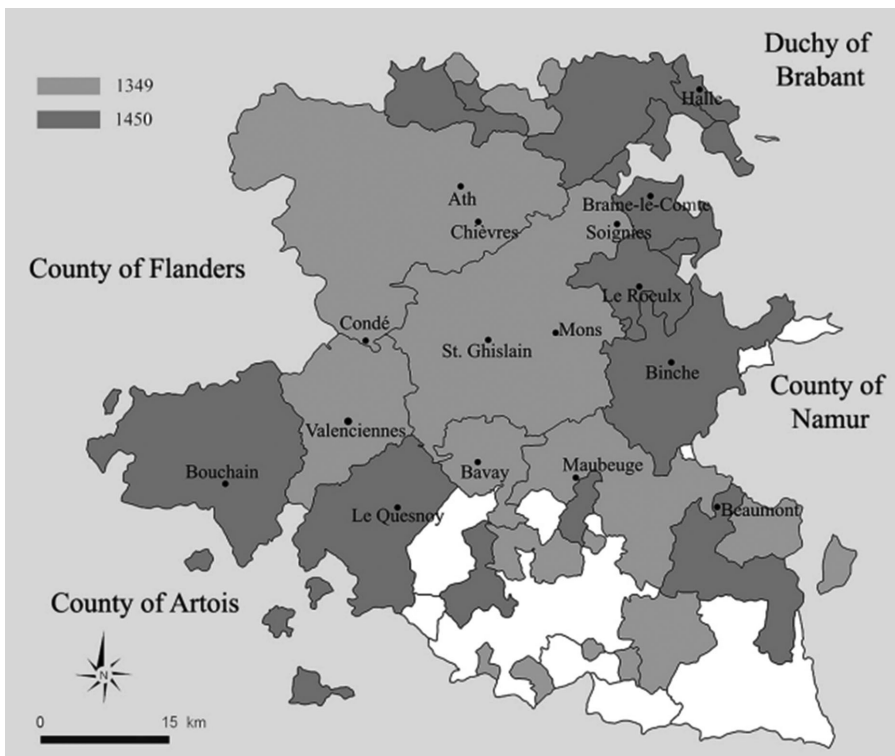 Duchy of
Brabant
1349
1450
Halle
Ath
Braine-le-Comte
Chièvres
Soignies
County of Flanders
Le Roeulx
Condé
Mons
St. Ghislain
Binche
County of
Namur
Valenciennes
Bouchain
Bavay
Maubeuge
Le Quesnoy
Beaumont
County of Artois
N
0 15 km